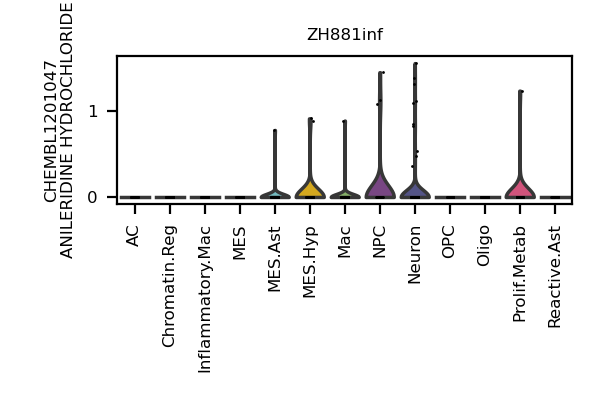 ZH881inf
CHEMBL1201047
ANILERIDINE HYDROCHLORIDE
1
0
AC
Chromatin.Reg
Inflammatory.Mac
MES
MES.Ast
MES.Hyp
Mac
NPC
Neuron
OPC
Oligo
Prolif.Metab
Reactive.Ast